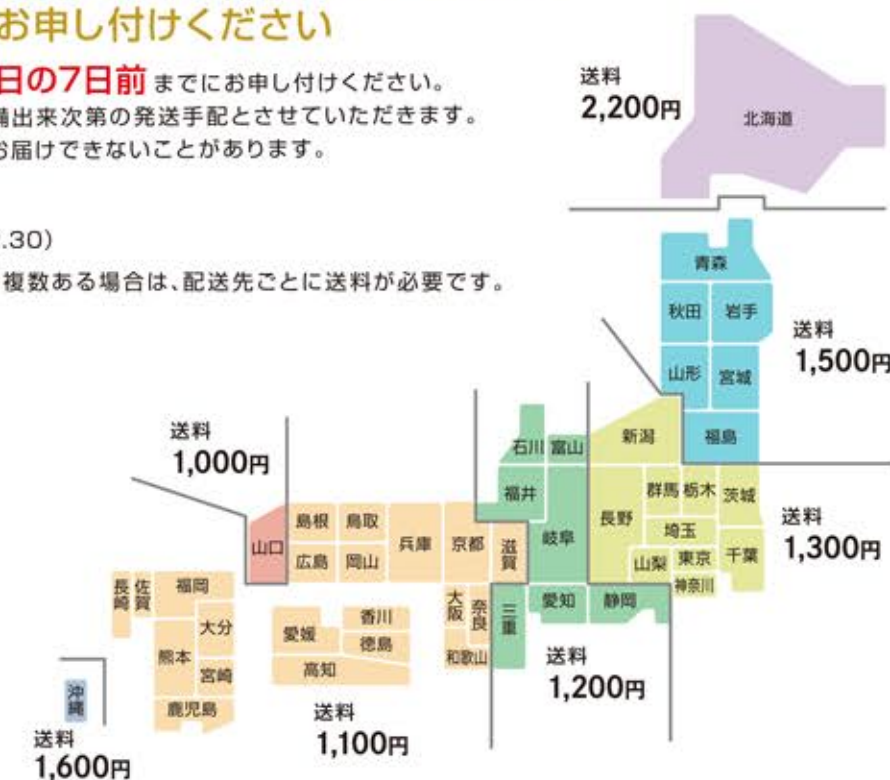 お申し付けください
日の7日前 までにお申し付けください。
備出来次第の発送手配とさせていただきます。
お届けできないことがあります。
.30)
複数ある場合は、配送先ごとに送料が必要です。
送料
2,200円
北海道
青森
秋田 岩手
山形 宮城
福島
送料
1,500円
新潟
群馬 栃木 茨城
長野 埼玉
山梨 東京 千葉
神奈川
送料
1,300円
石川 富山
福井 岐阜
愛知 静岡
三重
送料
1,200円
送料
1,000円
山口
島根 鳥取
広島 岡山
兵庫 京都 滋賀
大阪 奈良
和歌山
香川
愛媛 徳島
高知
長崎 佐賀 福岡
大分
熊本 宮崎
鹿児島
送料
1,100円
沖縄
送料
1,600円